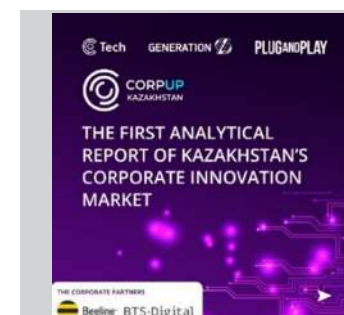 Tech GENERATION Z PLUGANDPLAY
CORPUP
KAZAKHSTAN
THE FIRST ANALYTICAL
REPORT OF KAZAKHSTAN'S
CORPORATE INNOVATION
MARKET
THE CORPORATE PARTNERS
Beeline BTS-Digital